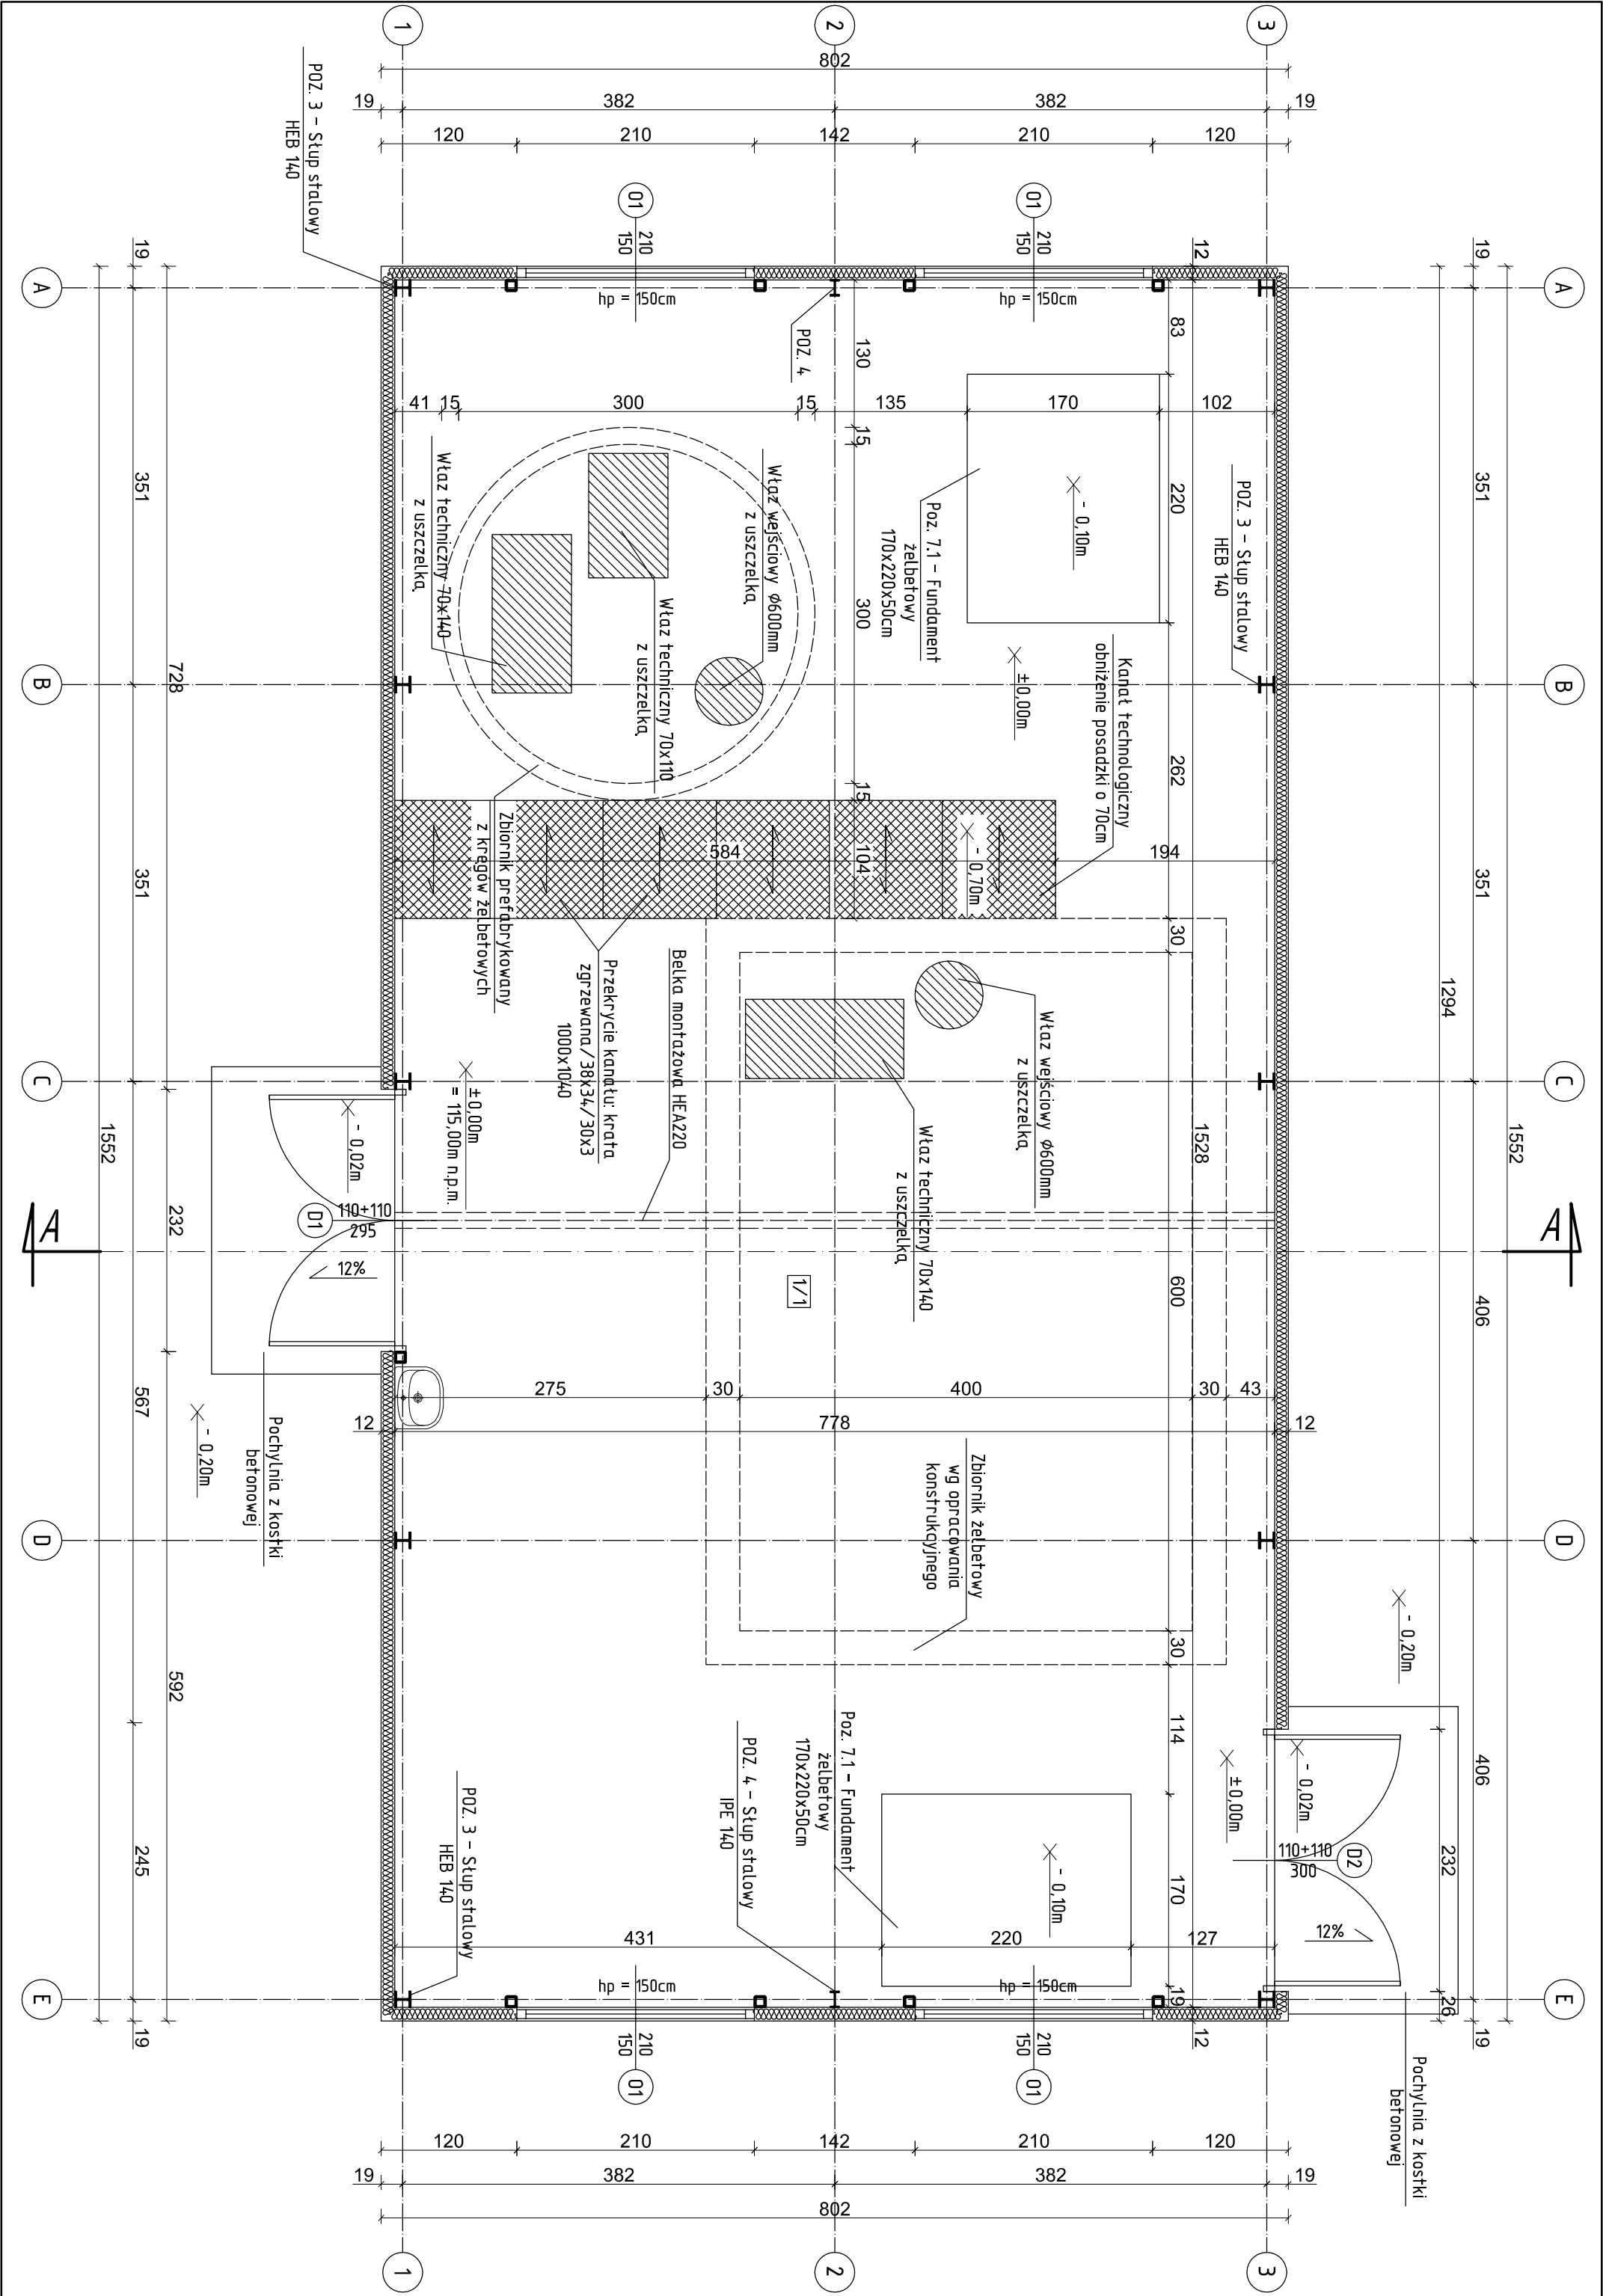 1
2
3
802
19
382
382
19
120
210
142
210
120
POZ. 3 - Słup stalowy
HEB 140
01
210
150
01
210
150
19
12
19
A
hp = 150cm
hp = 150cm
A
83
130
POZ. 4
41
15
300
15
135
170
102
15
351
728
351
220
Właz techniczny 70x140
z uszczelką
Właz wejściowy Ø600mm
z uszczelką
Poz. 7.1 - Fundament
żelbetowy
170x220x50cm
- 0,10m
POZ. 3 - Słup stalowy
HEB 140
Właz techniczny 70x110
z uszczelką
300
±0,00m
Kanał technologiczny
obniżenie posadzki o 70cm
B
B
262
15
584
104
- 0,70m
194
351
351
Zbiornik prefabrykowany
z kręgów żelbetowych
Przekrycie kanału: krata
zgrzewana/38x34/30x3
1000x1040
Belka montażowa HEA220
30
1294
Właz wejściowy Ø600mm
z uszczelką
C
C
±0,00m
= 115,00m n.p.m.
- 0,02m
Właz techniczny 70x140
z uszczelką
1528
1552
1552
D1
110+110
295
12%
232
A
A
1/1
600
406
275
30
400
30
43
12
778
12
567
Pochylnia z kostki
betonowej
- 0,20m
Zbiornik żelbetowy
wg opracowania
konstrukcyjnego
D
D
- 0,20m
30
592
114
POZ. 4 - Słup stalowy
IPE 140
Poz. 7.1 - Fundament
żelbetowy
170x220x50cm
±0,00m
- 0,02m
406
POZ. 3 - Słup stalowy
HEB 140
- 0,10m
110+110
300
D2
232
245
170
12%
431
220
127
hp = 150cm
hp = 150cm
19
26
E
E
19
12
19
210
150
01
210
150
01
Pochylnia z kostki
betonowej
120
210
142
210
120
19
382
382
19
802
1
2
3